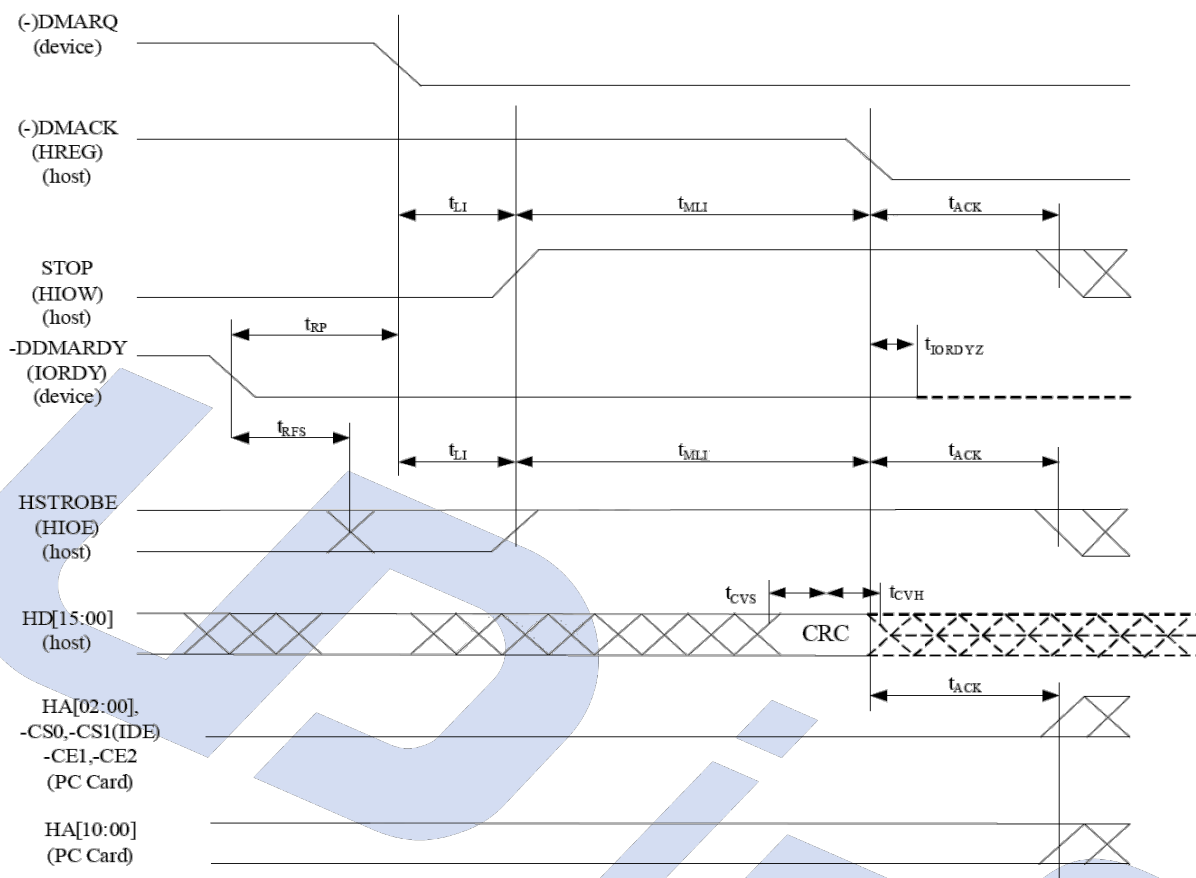 (-)DMARQ
(device)
(-)DMACK
(HREG)
(host)
tLI
tMLI
tACK
STOP
(HIOW)
(host)
tRP
-DDMARDY
(IORDY)
(device)
tIORDYZ
tRFS
tLI
tMLI
tACK
HSTROBE
(HIOE)
(host)
tCVS
tCVH
HD[15:00]
(host)
CRC
tACK
HA[02:00],
-CS0,-CS1(IDE)
-CE1,-CE2
(PC Card)
HA[10:00]
(PC Card)